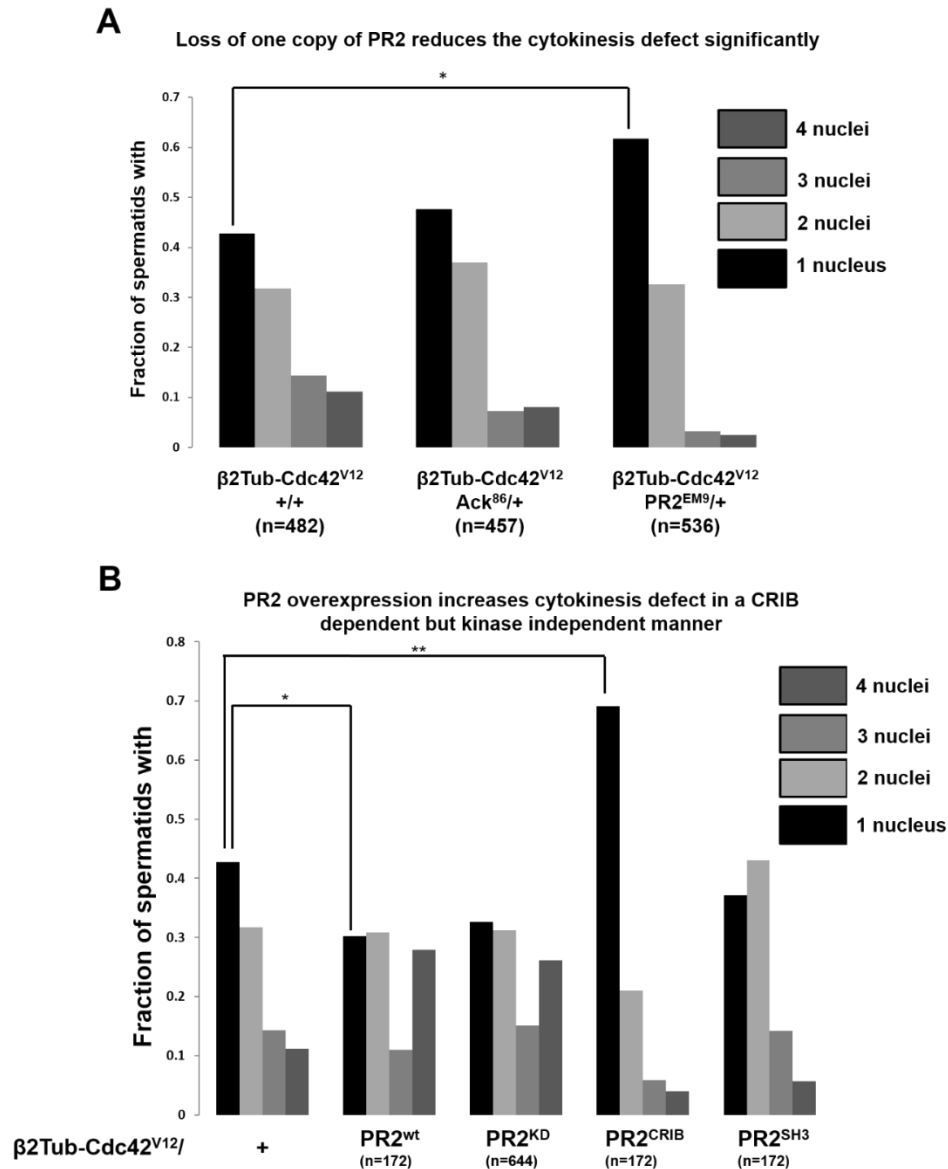 A
Loss of one copy of PR2 reduces the cytokinesis defect significantly
*
0.7
0.6
0.5
0.4
0.3
0.2
0.1
0
Fraction of spermatids with
4 nuclei
3 nuclei
2 nuclei
1 nucleus
β2Tub-Cdc42V12 β2Tub-Cdc42V12 β2Tub-Cdc42V12
+/+ Ack86/+ PR2EM9/+
(n=482) (n=457) (n=536)
B
PR2 overexpression increases cytokinesis defect in a CRIB
dependent but kinase independent manner
**
*
0.8
0.7
0.6
0.5
0.4
0.3
0.2
0.1
0
Fraction of spermatids with
4 nuclei
3 nuclei
2 nuclei
1 nucleus
β2Tub-Cdc42V12/ + PR2wt PR2KD PR2CRIB PR2SH3
(n=172) (n=644) (n=172) (n=172)